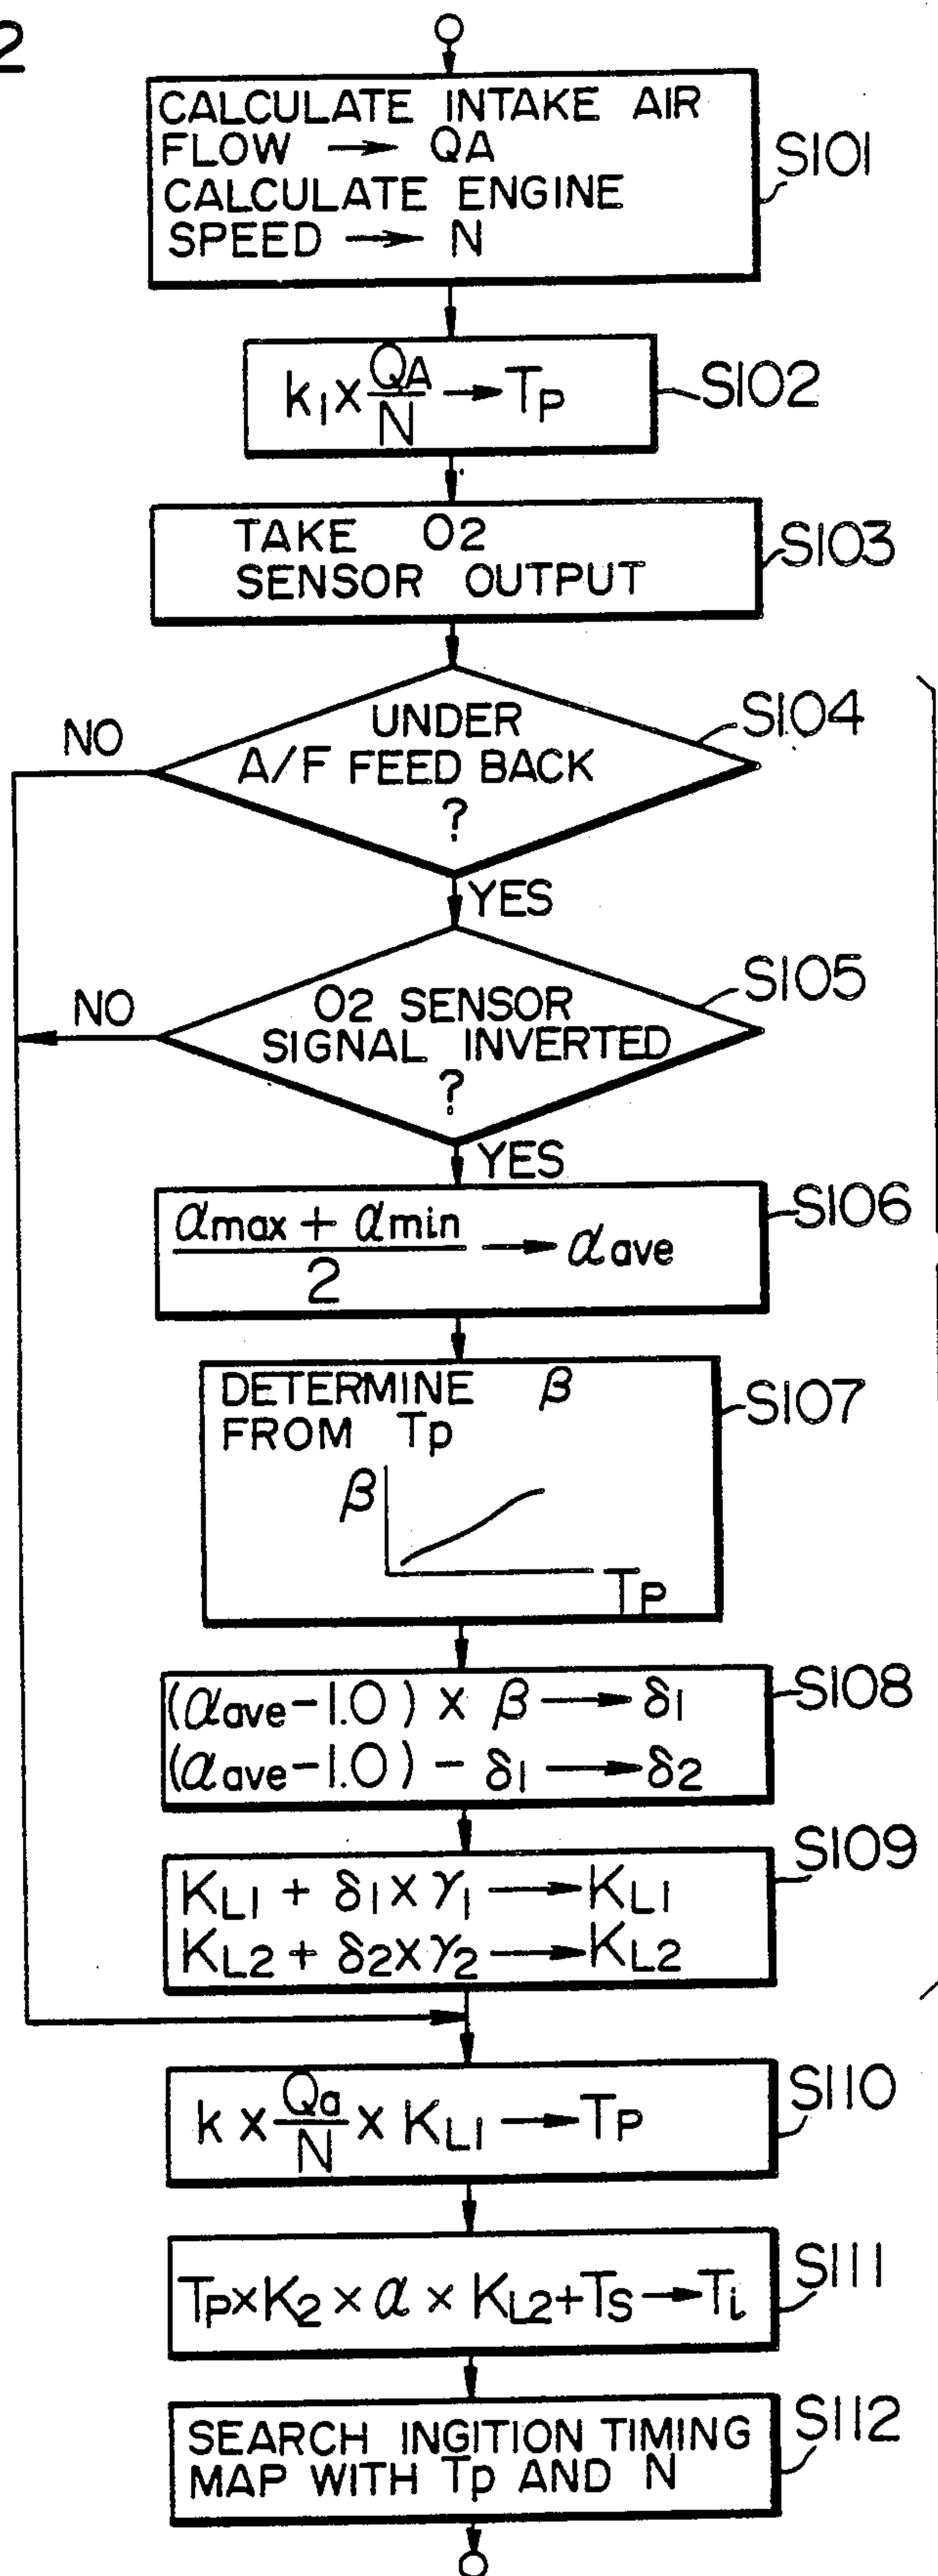 2
CALCULATE INTAKE AIR
FLOW → QA
CALCULATE ENGINE
SPEED → N
S101
k1 × QA/N → TP
S102
TAKE O2
SENSOR OUTPUT
S103
UNDER
A/F FEED BACK
?
S104
NO
YES
O2 SENSOR
SIGNAL INVERTED
?
S105
NO
YES
αmax + αmin / 2 → αave
S106
DETERMINE β
FROM Tp
β
TP
S107
(αave-1.0) × β → δ1
(αave-1.0) - δ1 → δ2
S108
KL1 + δ1 × γ1 → KL1
KL2 + δ2 × γ2 → KL2
S109
k × Qa/N × KL1 → TP
S110
TP × K2 × α × KL2 + TS → Ti
S111
SEARCH INGITION TIMING
MAP WITH Tp AND N
S112